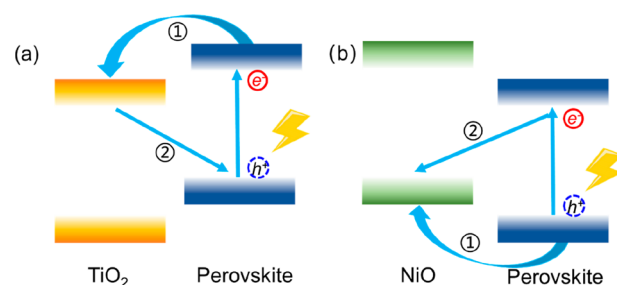 (a)
①
e⁻
②
h⁺
TiO₂
Perovskite
(b)
e⁻
②
h⁺
①
NiO
Perovskite